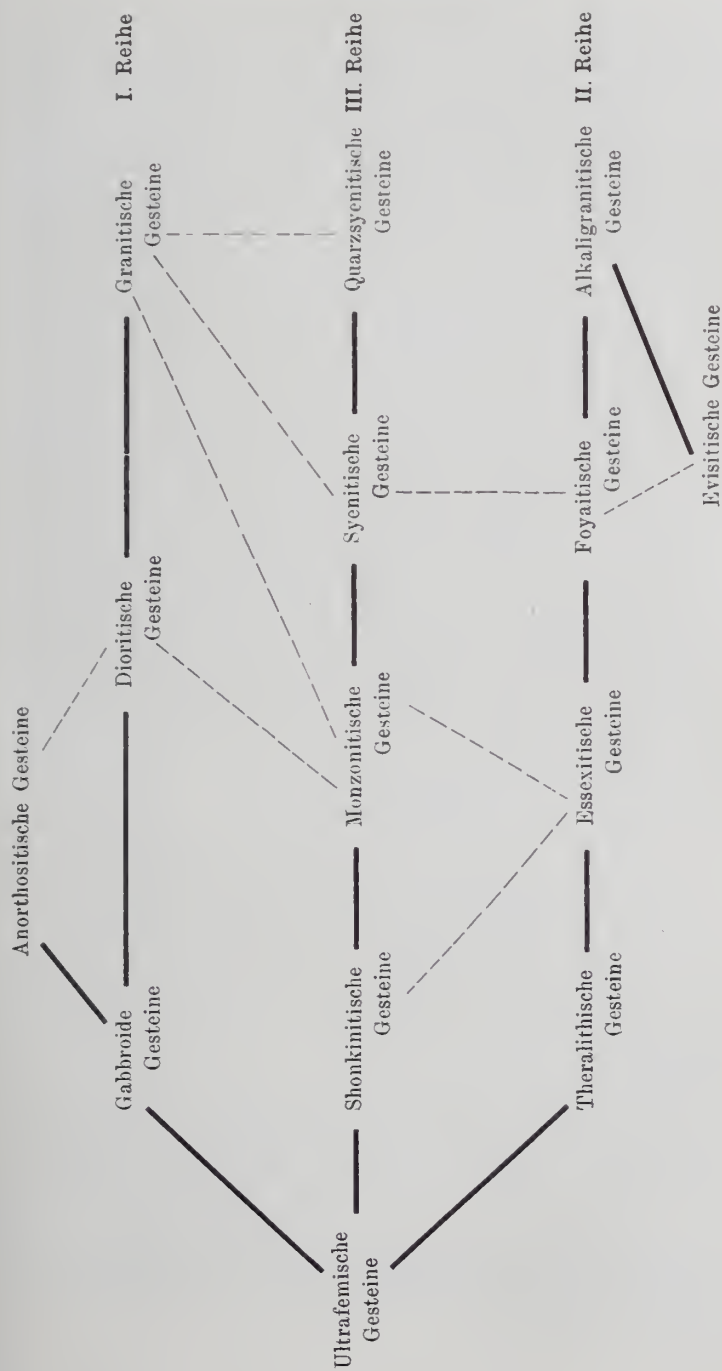 Anorthositische Gesteine
Gabbroide
Gesteine
Dioritische
Gesteine
Granitische
Gesteine
I. Reihe
Ultrafemische
Gesteine
Shonkinitische
Gesteine
Monzonitische
Gesteine
Syenitische
Gesteine
Quarzsyenitische
Gesteine
III. Reihe
Theralithische
Gesteine
Essexitische
Gesteine
Foyaitische
Gesteine
Alkaligranitische
Gesteine
II. Reihe
Evisitische Gesteine